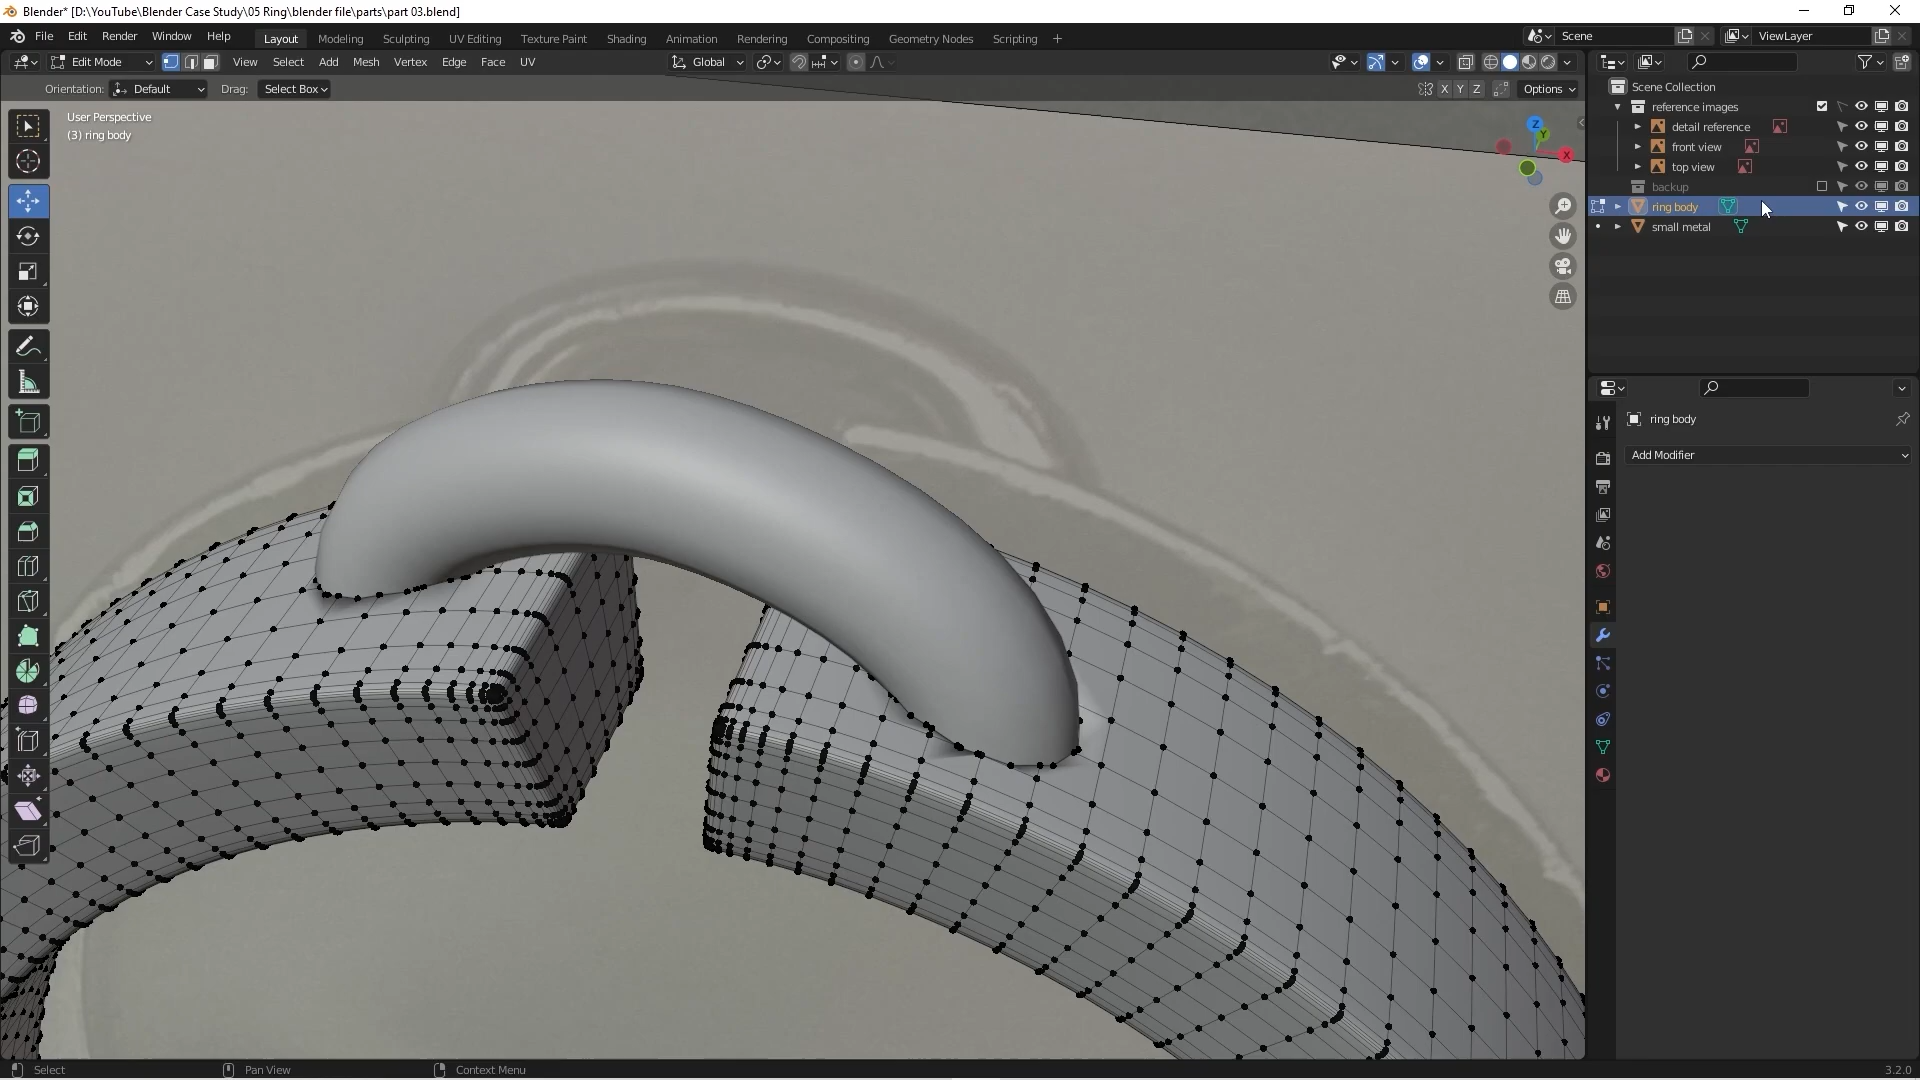 Blender* [D:\YouTube\Blender Case Study\05 Ring\blender file\parts\part 03.blend]
File Edit Render Window Help Layout Modeling Sculpting UV Editing Texture Paint Shading Animation Rendering Compositing Geometry Nodes Scripting + Scene ViewLayer
Edit Mode View Select Add Mesh Vertex Edge Face UV Global
Orientation: Default Drag: Select Box X Y Z Options
User Perspective
(3) ring body
Z
Y
X
Scene Collection
reference images
detail reference
front view
top view
backup
ring body
small metal
ring body
Add Modifier
Select Pan View Context Menu 3.2.0